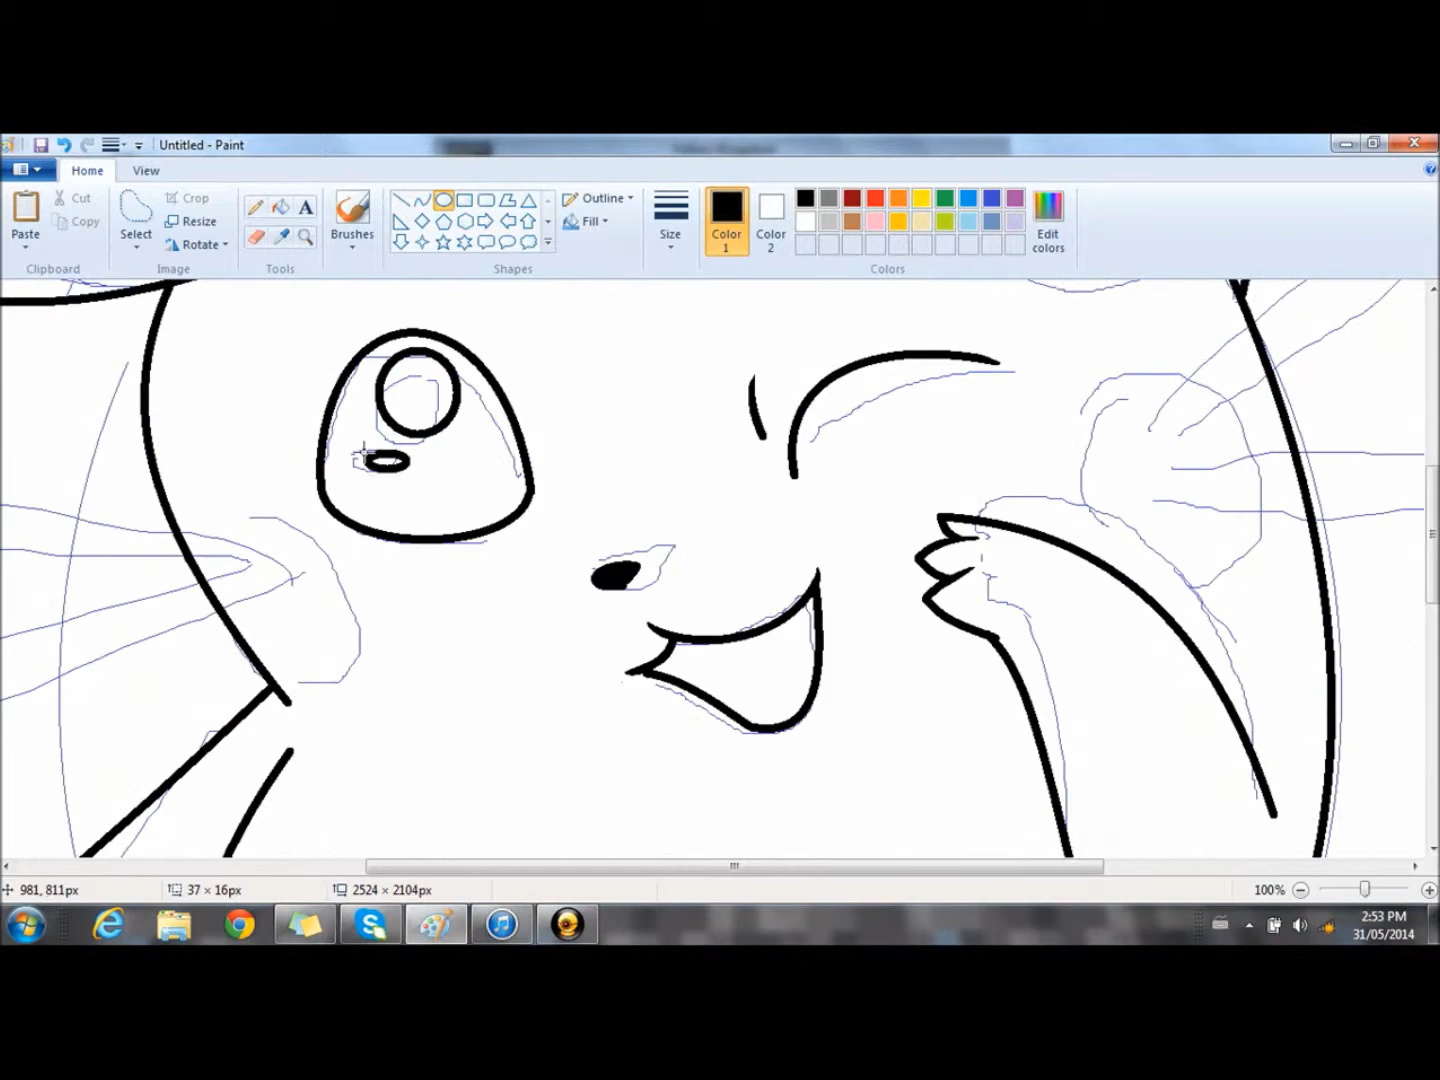 Untitled - Paint
Home View
Cut
Copy
Paste
Clipboard
Crop
Resize
Rotate
Select
Image
A
Tools
Brushes
Outline
Fill
Shapes
Size
Color 1
Color 2
Edit colors
Colors
981, 811px
37 × 16px
2524 × 2104px
100%
2:53 PM
31/05/2014